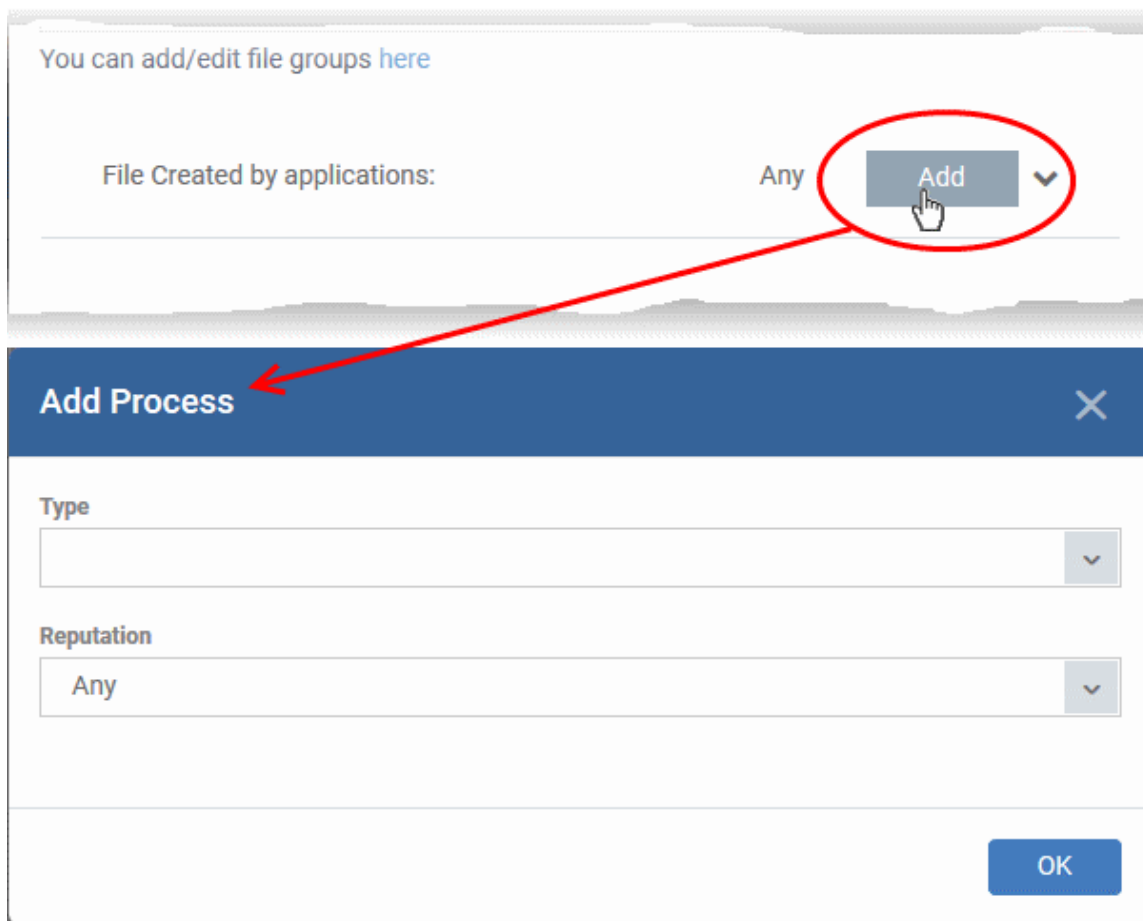 You can add/edit file groups here
File Created by applications: Any Add
Add Process
Type
Reputation
Any
OK